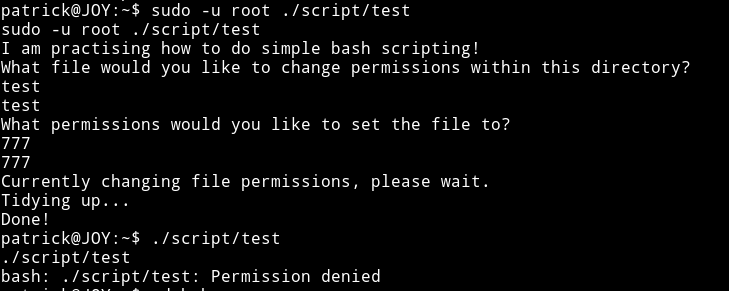 patrick@JOY:~$ sudo -u root ./script/test
sudo -u root ./script/test
I am practising how to do simple bash scripting!
What file would you like to change permissions within this directory?
test
test
What permissions would you like to set the file to?
777
777
Currently changing file permissions, please wait.
Tidying up...
Done!
patrick@JOY:~$ ./script/test
./script/test
bash: ./script/test: Permission denied